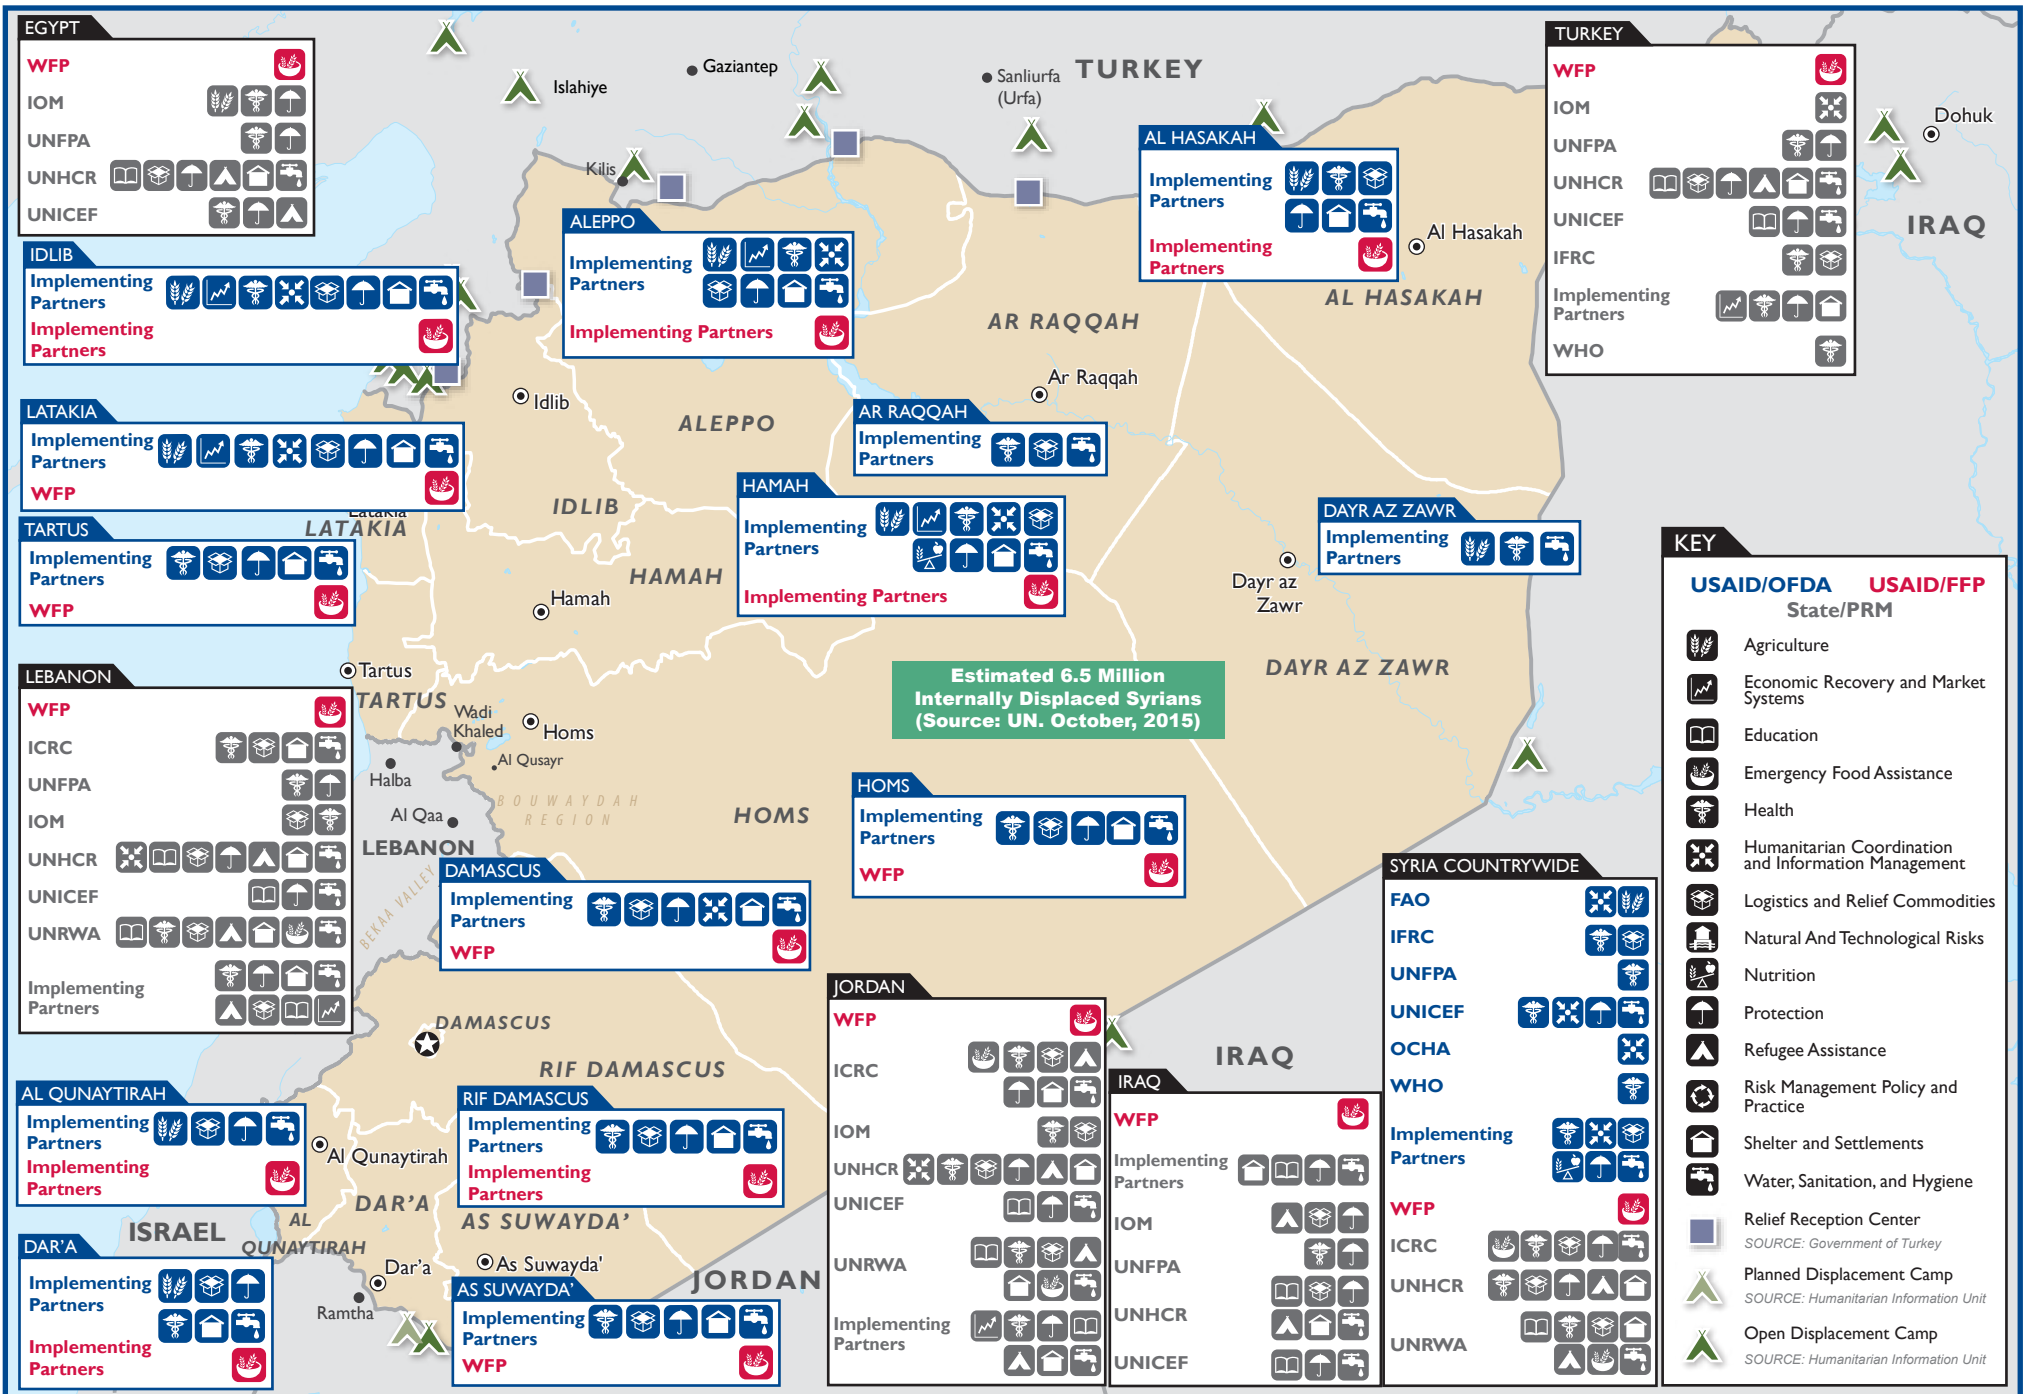 EGYPT
WFP
IOM
UNFPA
UNHCR
UNICEF
IDLIB
Implementing
Partners
Implementing
Partners
LATAKIA
Implementing
Partners
WFP
TARTUS
Implementing
Partners
WFP
LEBANON
WFP
ICRC
UNFPA
IOM
UNHCR
UNICEF
UNRWA
Implementing
Partners
AL QUNAYTIRAH
Implementing
Partners
Implementing
Partners
DAR'A
Implementing
Partners
Implementing
Partners
Islahiye
Gaziantep
Sanliurfa
(Urfa)
TURKEY
Kilis
ALEPPO
Implementing
Partners
Implementing Partners
AL HASAKAH
Implementing
Partners
Implementing
Partners
Al Hasakah
AL HASAKAH
AR RAQQAH
Ar Raqqah
Idlib
ALEPPO
AR RAQQAH
Implementing
Partners
HAMAH
Implementing
Partners
Implementing Partners
IDLIB
Latakia
LATAKIA
HAMAH
Hamah
DAYR AZ ZAWR
Implementing
Partners
Dayr az
Zawr
DAYR AZ ZAWR
Estimated 6.5 Million
Internally Displaced Syrians
(Source: UN. October, 2015)
Tartus
TARTUS
Wadi
Khaled
Homs
Al Qusayr
Halba
BOUWAYDAH
REGION
Al Qaa
LEBANON
BEKAA VALLEY
HOMS
HOMS
Implementing
Partners
WFP
DAMASCUS
Implementing
Partners
WFP
DAMASCUS
RIF DAMASCUS
RIF DAMASCUS
Implementing
Partners
Implementing
Partners
Al Qunaytirah
DAR'A
AS SUWAYDA'
ISRAEL
AL
QUNAYTIRAH
Dar'a
As Suwayda'
Ramtha
JORDAN
AS SUWAYDA'
Implementing
Partners
WFP
JORDAN
WFP
ICRC
IOM
UNHCR
UNICEF
UNRWA
Implementing
Partners
IRAQ
IRAQ
WFP
Implementing
Partners
IOM
UNFPA
UNHCR
UNICEF
SYRIA COUNTRYWIDE
FAO
IFRC
UNFPA
UNICEF
OCHA
WHO
Implementing
Partners
WFP
ICRC
UNHCR
UNRWA
TURKEY
WFP
IOM
UNFPA
UNHCR
UNICEF
IFRC
Implementing
Partners
WHO
Dohuk
IRAQ
KEY
USAID/OFDA USAID/FFP
State/PRM
Agriculture
Economic Recovery and Market
Systems
Education
Emergency Food Assistance
Health
Humanitarian Coordination
and Information Management
Logistics and Relief Commodities
Natural And Technological Risks
Nutrition
Protection
Refugee Assistance
Risk Management Policy and
Practice
Shelter and Settlements
Water, Sanitation, and Hygiene
Relief Reception Center
SOURCE: Government of Turkey
Planned Displacement Camp
SOURCE: Humanitarian Information Unit
Open Displacement Camp
SOURCE: Humanitarian Information Unit